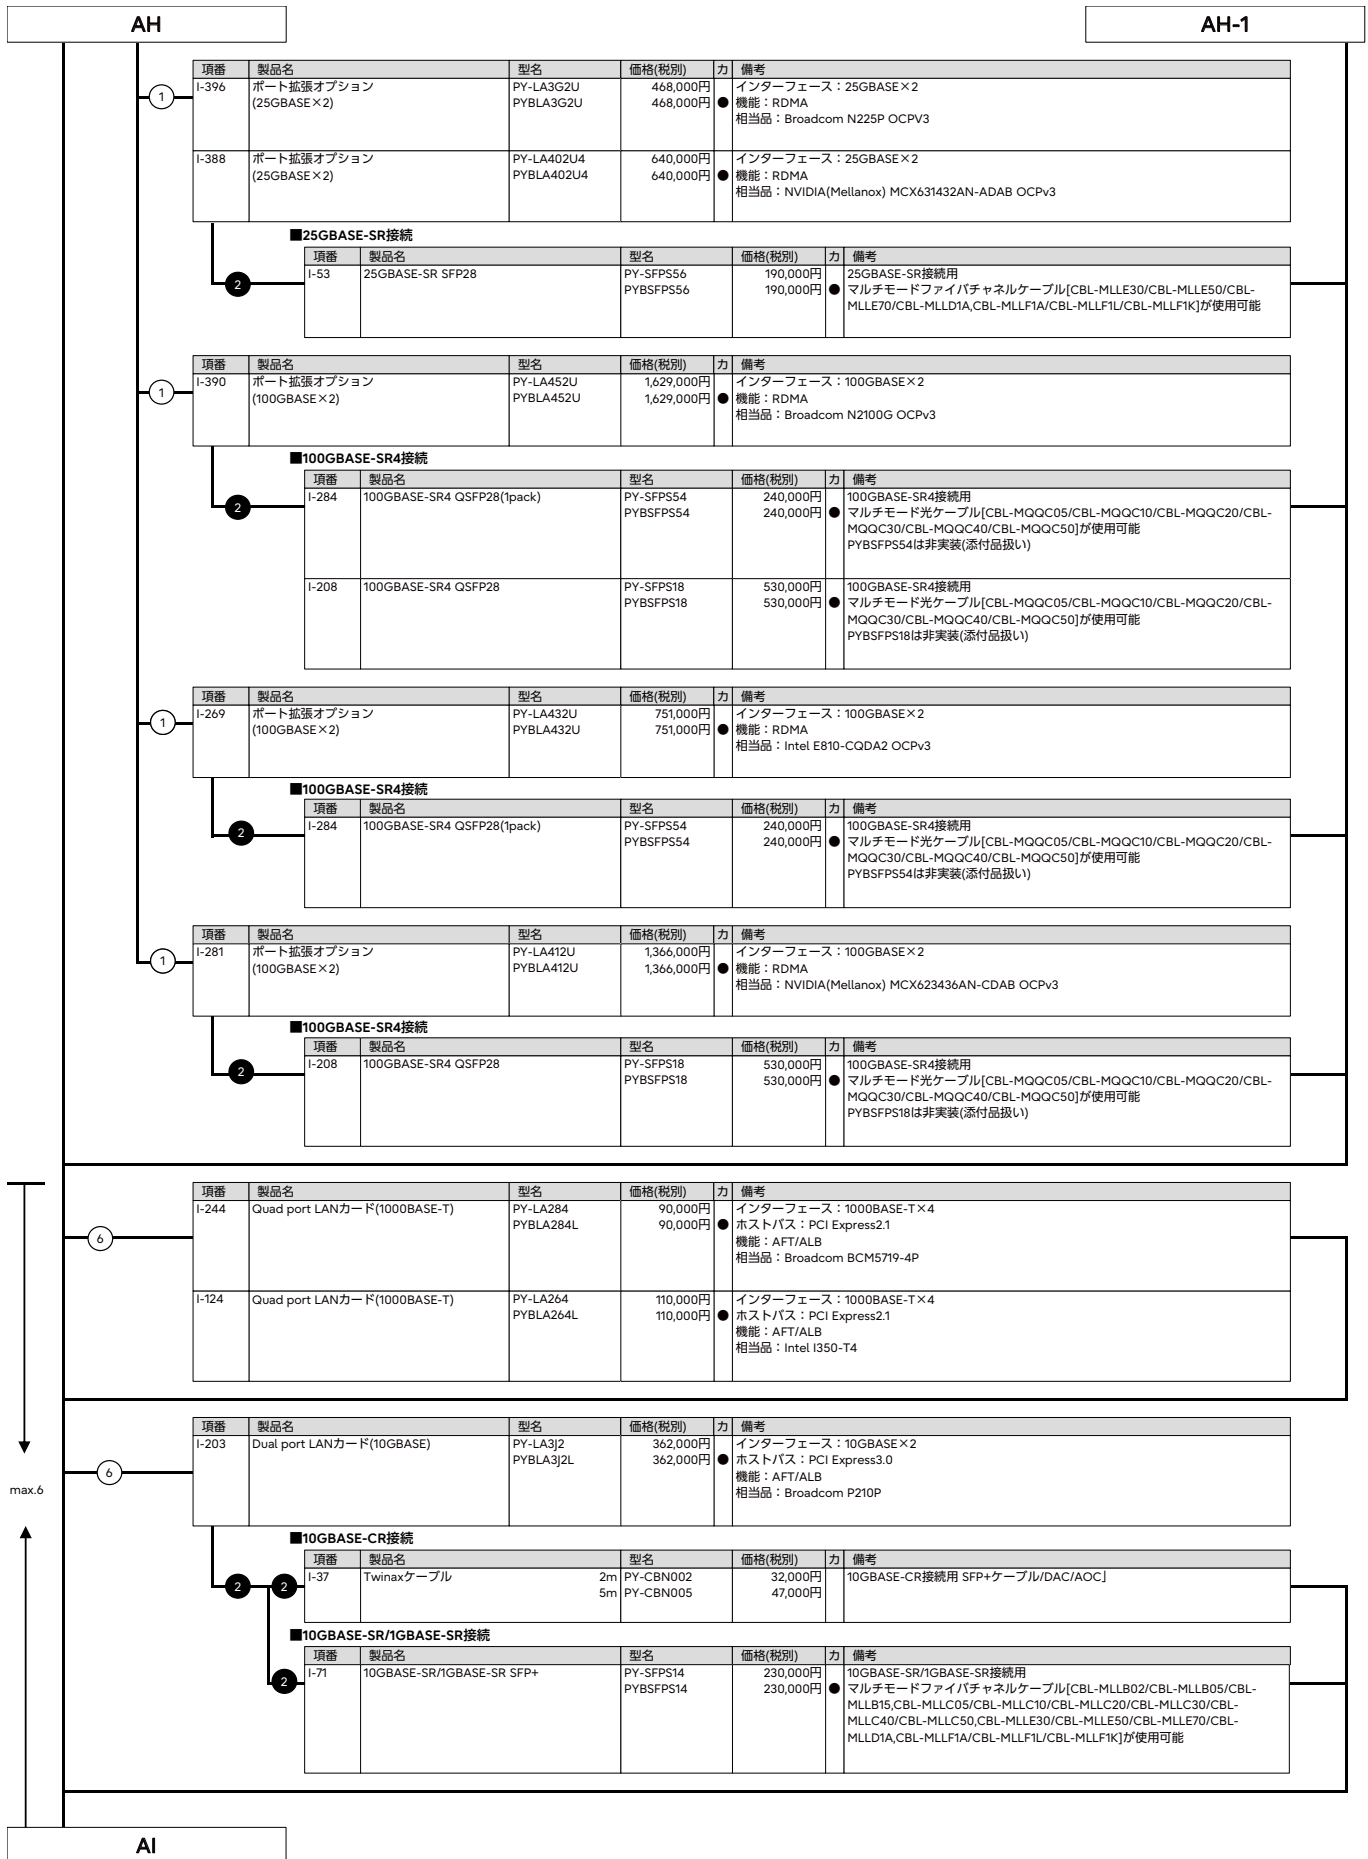 AH
AH-1
項番 製品名 型名 価格(税別) カ 備考
I-396 ポート拡張オプション PY-LA3G2U 468,000円 インターフェース：25GBASE×2
1
(25GBASE×2) PYBLA3G2U 468,000円 ● 機能：RDMA
相当品：Broadcom N225P OCPV3
I-388 ポート拡張オプション PY-LA402U4 640,000円 インターフェース：25GBASE×2
(25GBASE×2) PYBLA402U4 640,000円 ● 機能：RDMA
相当品：NVIDIA(Mellanox) MCX631432AN-ADAB OCPv3
■25GBASE-SR接続
項番 製品名 型名 価格(税別) カ 備考
I-53 25GBASE-SR SFP28 PY-SFPS56 190,000円 25GBASE-SR接続用
2
PYBSFPS56 190,000円 ● マルチモードファイバチャネルケーブル[CBL-MLLE30/CBL-MLLE50/CBL-
MLLE70/CBL-MLLD1A,CBL-MLLF1A/CBL-MLLF1L/CBL-MLLF1K]が使用可能
項番 製品名 型名 価格(税別) カ 備考
I-390 ポート拡張オプション PY-LA452U 1,629,000円 インターフェース：100GBASE×2
1
(100GBASE×2) PYBLA452U 1,629,000円 ● 機能：RDMA
相当品：Broadcom N2100G OCPv3
■100GBASE-SR4接続
項番 製品名 型名 価格(税別) カ 備考
I-284 100GBASE-SR4 QSFP28(1pack) PY-SFPS54 240,000円 100GBASE-SR4接続用
2
PYBSFPS54 240,000円 ● マルチモード光ケーブル[CBL-MQQC05/CBL-MQQC10/CBL-MQQC20/CBL-
MQQC30/CBL-MQQC40/CBL-MQQC50]が使用可能
PYBSFPS54は非実装(添付品扱い)
I-208 100GBASE-SR4 QSFP28 PY-SFPS18 530,000円 100GBASE-SR4接続用
PYBSFPS18 530,000円 ● マルチモード光ケーブル[CBL-MQQC05/CBL-MQQC10/CBL-MQQC20/CBL-
MQQC30/CBL-MQQC40/CBL-MQQC50]が使用可能
PYBSFPS18は非実装(添付品扱い)
項番 製品名 型名 価格(税別) カ 備考
I-269 ポート拡張オプション PY-LA432U 751,000円 インターフェース：100GBASE×2
1
(100GBASE×2) PYBLA432U 751,000円 ● 機能：RDMA
相当品：Intel E810-CQDA2 OCPv3
■100GBASE-SR4接続
項番 製品名 型名 価格(税別) カ 備考
I-284 100GBASE-SR4 QSFP28(1pack) PY-SFPS54 240,000円 100GBASE-SR4接続用
2
PYBSFPS54 240,000円 ● マルチモード光ケーブル[CBL-MQQC05/CBL-MQQC10/CBL-MQQC20/CBL-
MQQC30/CBL-MQQC40/CBL-MQQC50]が使用可能
PYBSFPS54は非実装(添付品扱い)
項番 製品名 型名 価格(税別) カ 備考
I-281 ポート拡張オプション PY-LA412U 1,366,000円 インターフェース：100GBASE×2
1
(100GBASE×2) PYBLA412U 1,366,000円 ● 機能：RDMA
相当品：NVIDIA(Mellanox) MCX623436AN-CDAB OCPv3
■100GBASE-SR4接続
項番 製品名 型名 価格(税別) カ 備考
I-208 100GBASE-SR4 QSFP28 PY-SFPS18 530,000円 100GBASE-SR4接続用
2
PYBSFPS18 530,000円 ● マルチモード光ケーブル[CBL-MQQC05/CBL-MQQC10/CBL-MQQC20/CBL-
MQQC30/CBL-MQQC40/CBL-MQQC50]が使用可能
PYBSFPS18は非実装(添付品扱い)
項番 製品名 型名 価格(税別) カ 備考
I-244 Quad port LANカード(1000BASE-T) PY-LA284 90,000円 インターフェース：1000BASE-T×4
PYBLA284L 90,000円 ● ホストバス：PCI Express2.1
6
機能：AFT/ALB
相当品：Broadcom BCM5719-4P
I-124 Quad port LANカード(1000BASE-T) PY-LA264 110,000円 インターフェース：1000BASE-T×4
PYBLA264L 110,000円 ● ホストバス：PCI Express2.1
機能：AFT/ALB
相当品：Intel I350-T4
項番 製品名 型名 価格(税別) カ 備考
I-203 Dual port LANカード(10GBASE) PY-LA3J2 362,000円 インターフェース：10GBASE×2
PYBLA3J2L 362,000円 ● ホストバス：PCI Express3.0
6
機能：AFT/ALB
max.6
相当品：Broadcom P210P
■10GBASE-CR接続
項番 製品名 型名 価格(税別) カ 備考
I-37 Twinaxケーブル 2m PY-CBN002 32,000円 10GBASE-CR接続用 SFP+ケーブル/DAC/AOC」
2 2
5m PY-CBN005 47,000円
■10GBASE-SR/1GBASE-SR接続
項番 製品名 型名 価格(税別) カ 備考
I-71 10GBASE-SR/1GBASE-SR SFP+ PY-SFPS14 230,000円 10GBASE-SR/1GBASE-SR接続用
2
PYBSFPS14 230,000円 ● マルチモードファイバチャネルケーブル[CBL-MLLB02/CBL-MLLB05/CBL-
MLLB15,CBL-MLLC05/CBL-MLLC10/CBL-MLLC20/CBL-MLLC30/CBL-
MLLC40/CBL-MLLC50,CBL-MLLE30/CBL-MLLE50/CBL-MLLE70/CBL-
MLLD1A,CBL-MLLF1A/CBL-MLLF1L/CBL-MLLF1K]が使用可能
AI